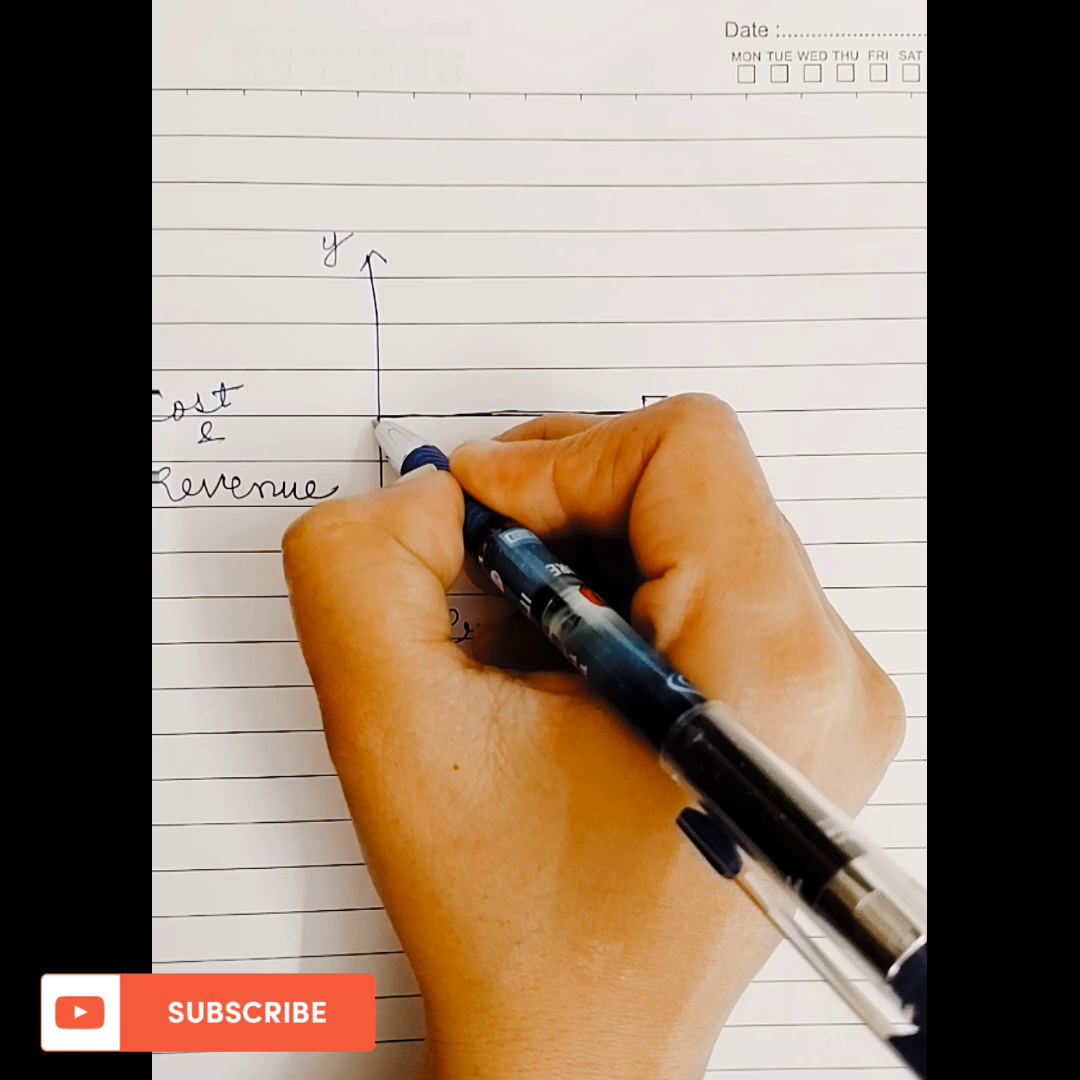 Date :........................
MON TUE WED THU FRI SAT
y
Cost
&
Revenue
SUBSCRIBE